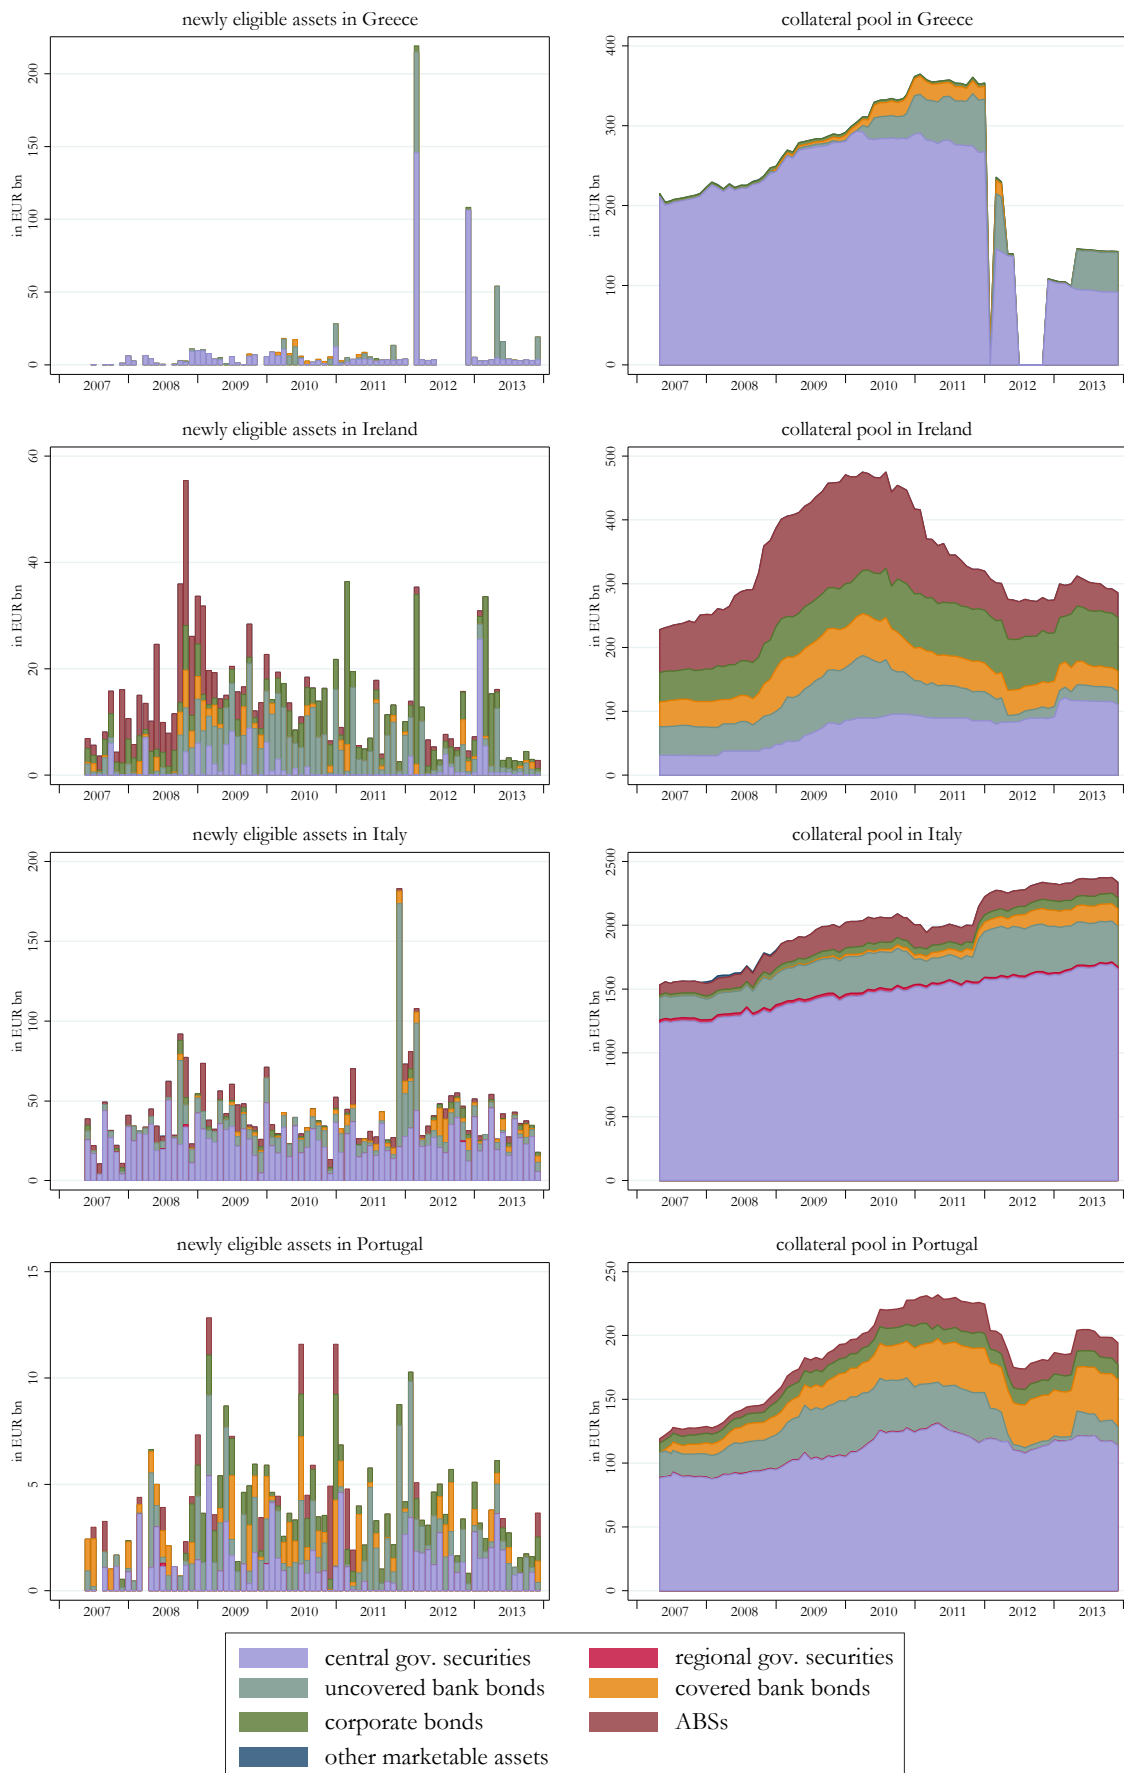 newly eligible assets in Greece
collateral pool in Greece
in EUR bn
0 50 100 150 200
2007 2008 2009 2010 2011 2012 2013
in EUR bn
0 100 200 300 400
2007 2008 2009 2010 2011 2012 2013
newly eligible assets in Ireland
collateral pool in Ireland
in EUR bn
0 20 40 60
2007 2008 2009 2010 2011 2012 2013
in EUR bn
0 100 200 300 400 500
2007 2008 2009 2010 2011 2012 2013
newly eligible assets in Italy
collateral pool in Italy
in EUR bn
0 50 100 150 200
2007 2008 2009 2010 2011 2012 2013
in EUR bn
0 500 1000 1500 2000 2500
2007 2008 2009 2010 2011 2012 2013
newly eligible assets in Portugal
collateral pool in Portugal
in EUR bn
0 5 10 15
2007 2008 2009 2010 2011 2012 2013
in EUR bn
0 50 100 150 200 250
2007 2008 2009 2010 2011 2012 2013
central gov. securities
regional gov. securities
uncovered bank bonds
covered bank bonds
corporate bonds
ABSs
other marketable assets